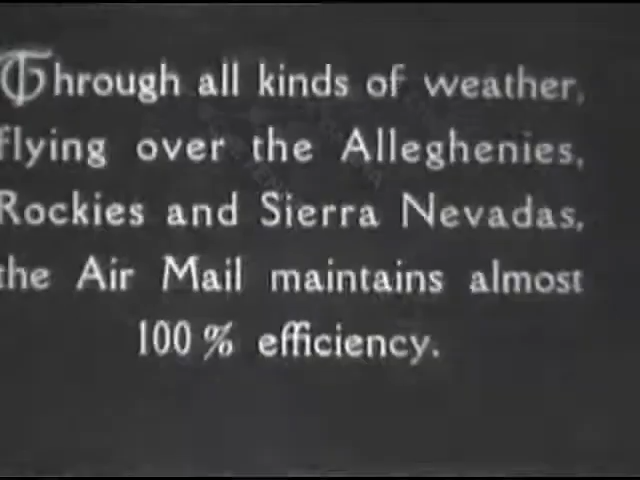 Through all kinds of weather,
flying over the Alleghenies,
Rockies and Sierra Nevadas,
the Air Mail maintains almost
100% efficiency.